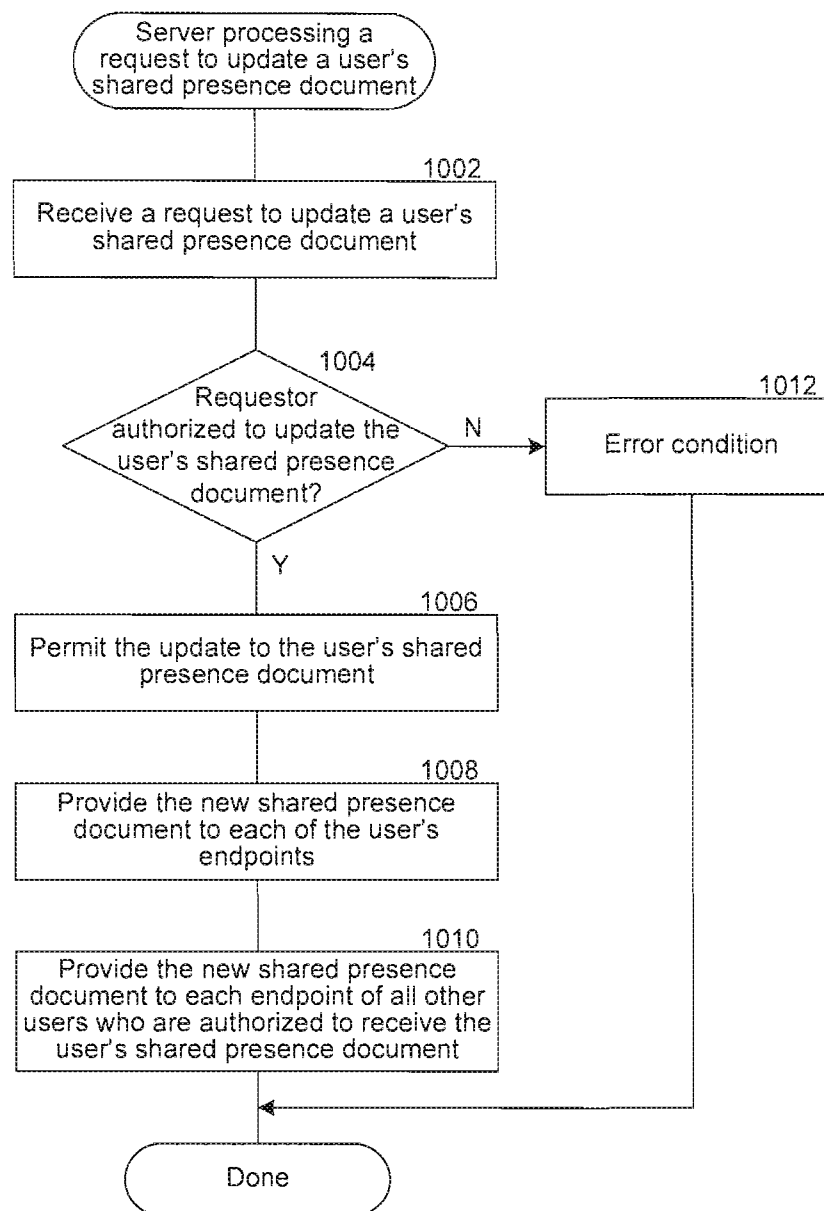 Server processing a
request to update a user's
shared presence document
1002
Receive a request to update a user's
shared presence document
1004
Requestor
authorized to update the
user's shared presence
document?
N
1012
Error condition
Y
1006
Permit the update to the user's shared
presence document
1008
Provide the new shared presence
document to each of the user's
endpoints
1010
Provide the new shared presence
document to each endpoint of all other
users who are authorized to receive the
user's shared presence document
Done